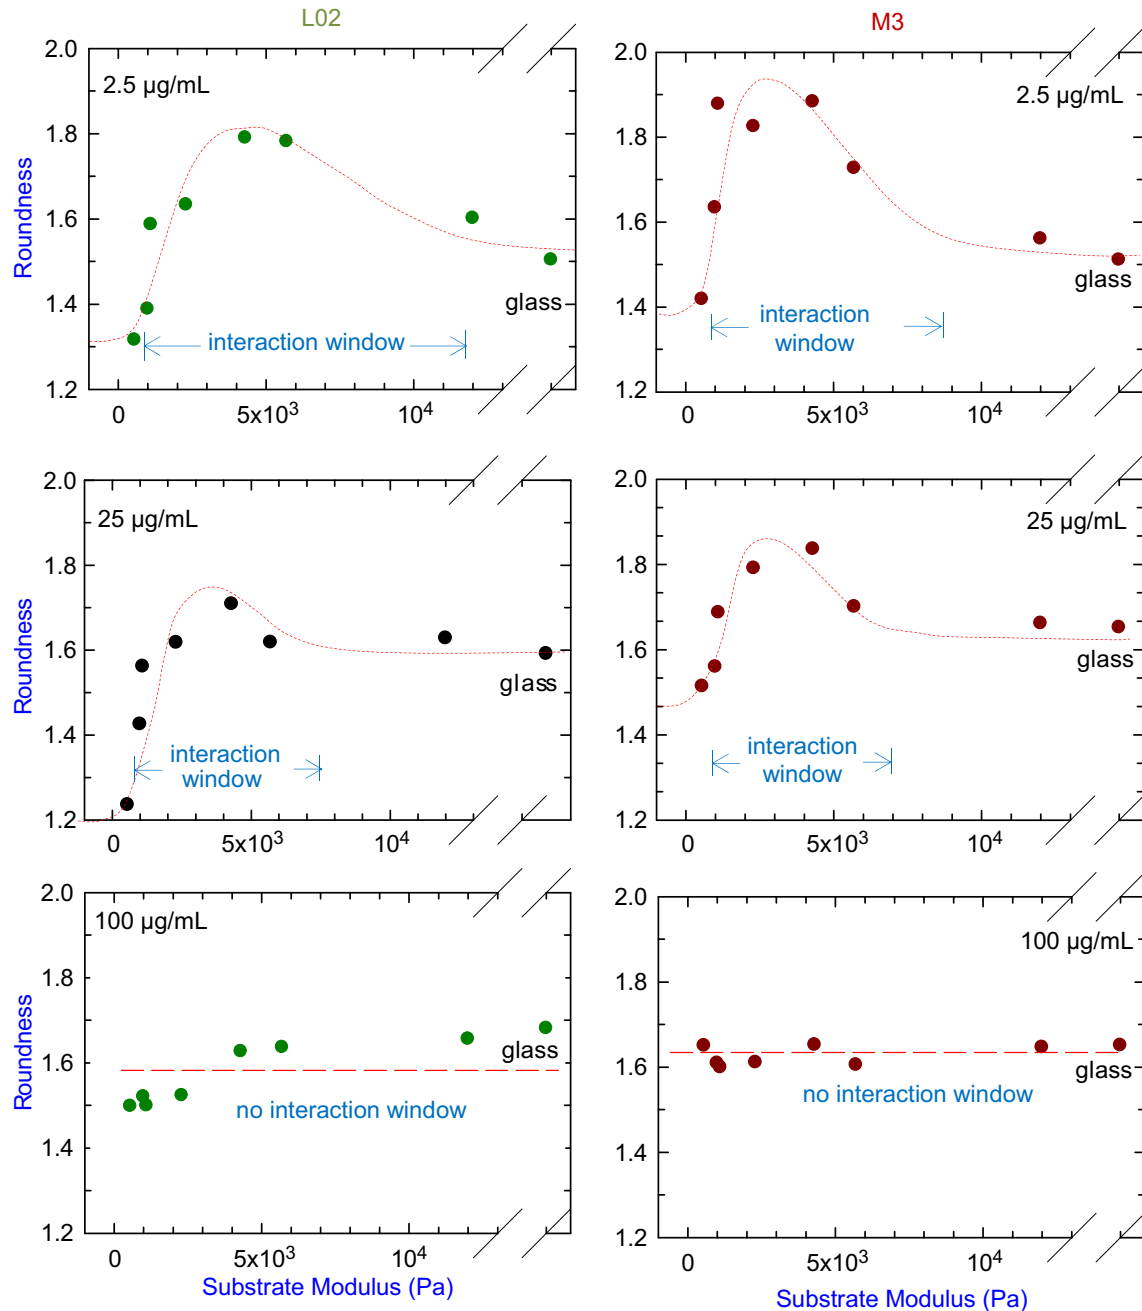 L02
2.0
2.5 µg/mL
1.8
Roundness
1.6
glass
1.4
interaction window
1.2
0
5x10³
10⁴
M3
2.0
2.5 µg/mL
1.8
1.6
glass
1.4
interaction
window
1.2
0
5x10³
10⁴
2.0
25 µg/mL
1.8
Roundness
1.6
glass
1.4
interaction
window
1.2
0
5x10³
10⁴
2.0
25 µg/mL
1.8
1.6
glass
Roundness
1.4
interaction
window
1.2
0
5x10³
10⁴
2.0
100 µg/mL
1.8
Roundness
1.6
glass
no interaction window
1.4
1.2
0
5x10³
10⁴
Substrate Modulus (Pa)
2.0
100 µg/mL
1.8
1.6
glass
no interaction window
1.4
1.2
0
5x10³
10⁴
Substrate Modulus (Pa)